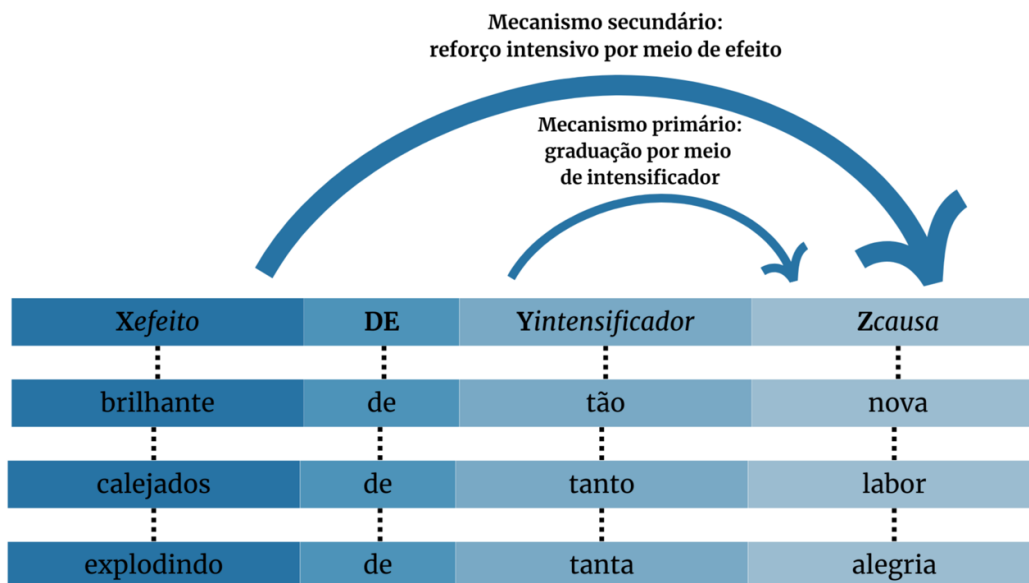 Mecanismo secundário:
reforço intensivo por meio de efeito
Mecanismo primário:
graduação por meio
de intensificador
Xefeito DE Yintensificador Zcausa
brilhante de tão nova
calejados de tanto labor
explodindo de tanta alegria